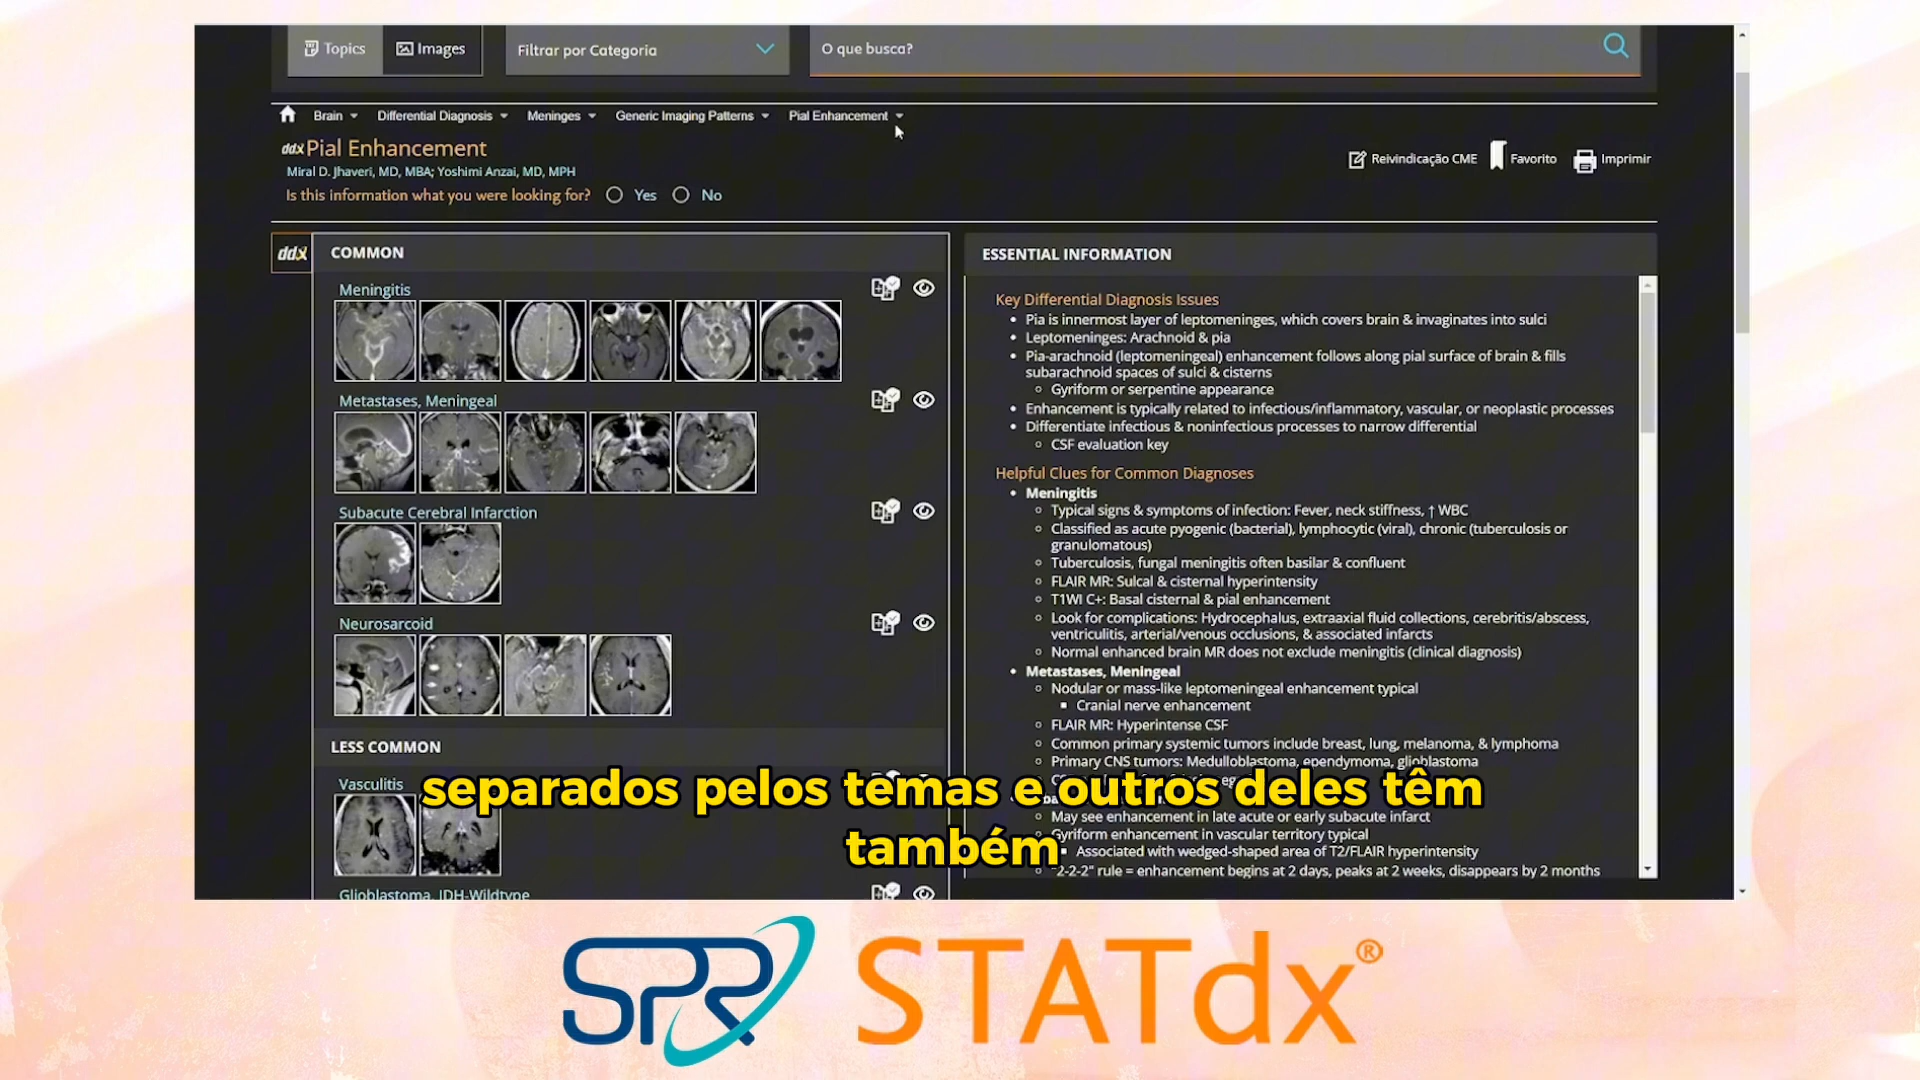 Topics
Images
Filtrar por Categoria
O que busca?
Brain
Differential Diagnosis
Meninges
Generic Imaging Patterns
Pial Enhancement
ddx Pial Enhancement
Miral D. Jhaveri, MD, MBA; Yoshimi Anzai, MD, MPH
Is this information what you were looking for?
Yes
No
Reivindicação CME
Favorito
Imprimir
ddx
COMMON
Meningitis
Metastases, Meningeal
Subacute Cerebral Infarction
Neurosarcoid
LESS COMMON
Vasculitis
Glioblastoma, IDH-Wildtype
ESSENTIAL INFORMATION
Key Differential Diagnosis Issues
• Pia is innermost layer of leptomeninges, which covers brain & invaginates into sulci
• Leptomeninges: Arachnoid & pia
• Pia-arachnoid (leptomeningeal) enhancement follows along pial surface of brain & fills
subarachnoid spaces of sulci & cisterns
Gyriform or serpentine appearance
• Enhancement is typically related to infectious/inflammatory, vascular, or neoplastic processes
• Differentiate infectious & noninfectious processes to narrow differential
CSF evaluation key
Helpful Clues for Common Diagnoses
• Meningitis
Typical signs & symptoms of infection: Fever, neck stiffness, ↑ WBC
Classified as acute pyogenic (bacterial), lymphocytic (viral), chronic (tuberculosis or
granulomatous)
Tuberculosis, fungal meningitis often basilar & confluent
FLAIR MR: Sulcal & cisternal hyperintensity
T1WI C+: Basal cisternal & pial enhancement
Look for complications: Hydrocephalus, extraaxial fluid collections, cerebritis/abscess,
ventriculitis, arterial/venous occlusions, & associated infarcts
Normal enhanced brain MR does not exclude meningitis (clinical diagnosis)
• Metastases, Meningeal
Nodular or mass-like leptomeningeal enhancement typical
Cranial nerve enhancement
FLAIR MR: Hyperintense CSF
Common primary systemic tumors include breast, lung, melanoma, & lymphoma
Primary CNS tumors: Medulloblastoma, ependymoma, glioblastoma
May see enhancement in late acute or early subacute infarct
Gyriform enhancement in vascular territory typical
Associated with wedged-shaped area of T2/FLAIR hyperintensity
"2-2-2" rule = enhancement begins at 2 days, peaks at 2 weeks, disappears by 2 months
separados pelos temas e outros deles têm
também
SPR STATdx®